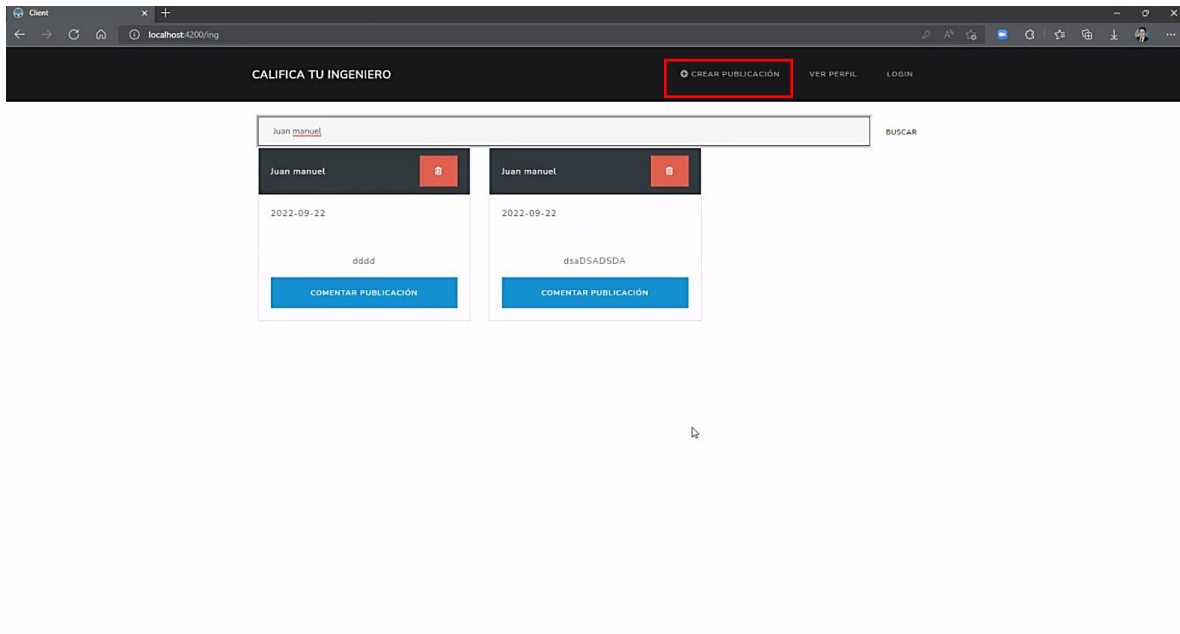 Client
localhost:4200/ing
CALIFICA TU INGENIERO
CREAR PUBLICACIÓN
VER PERFIL
LOGIN
Juan manuel
BUSCAR
Juan manuel
Juan manuel
2022-09-22
2022-09-22
dddd
dsaDSADSDA
COMENTAR PUBLICACIÓN
COMENTAR PUBLICACIÓN